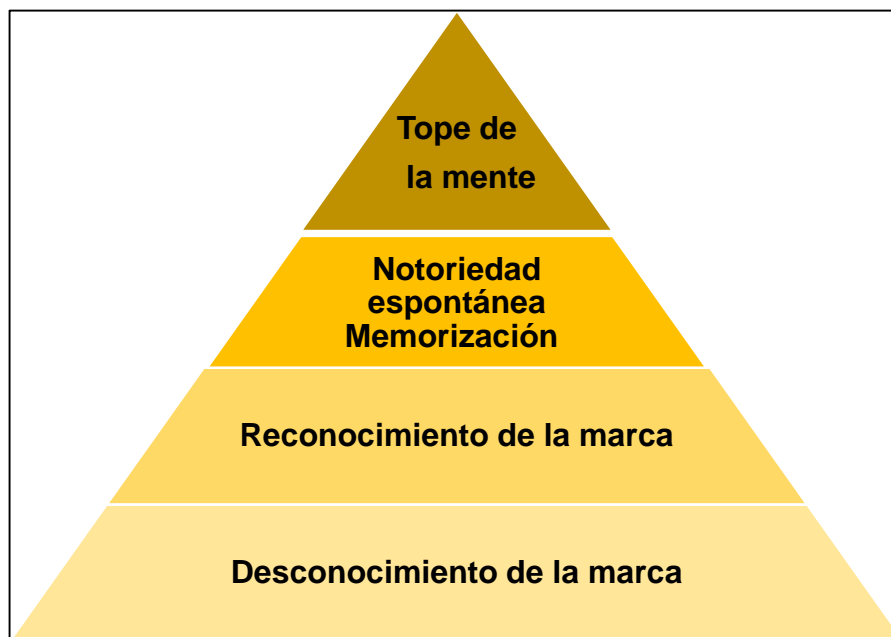 Tope de
la mente
Notoriedad
espontánea
Memorización
Reconocimiento de la marca
Desconocimiento de la marca